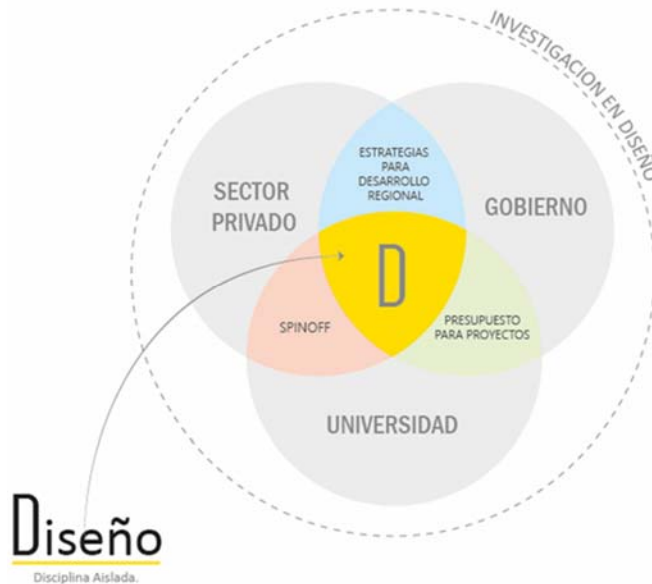 INVESTIGACION EN DISEÑO
ESTRATEGIAS
PARA
DESARROLLO
REGIONAL
SECTOR
PRIVADO
GOBIERNO
D
SPINOFF
PRESUPUESTO
PARA PROYECTOS
UNIVERSIDAD
Diseño
Disciplina Aislada.